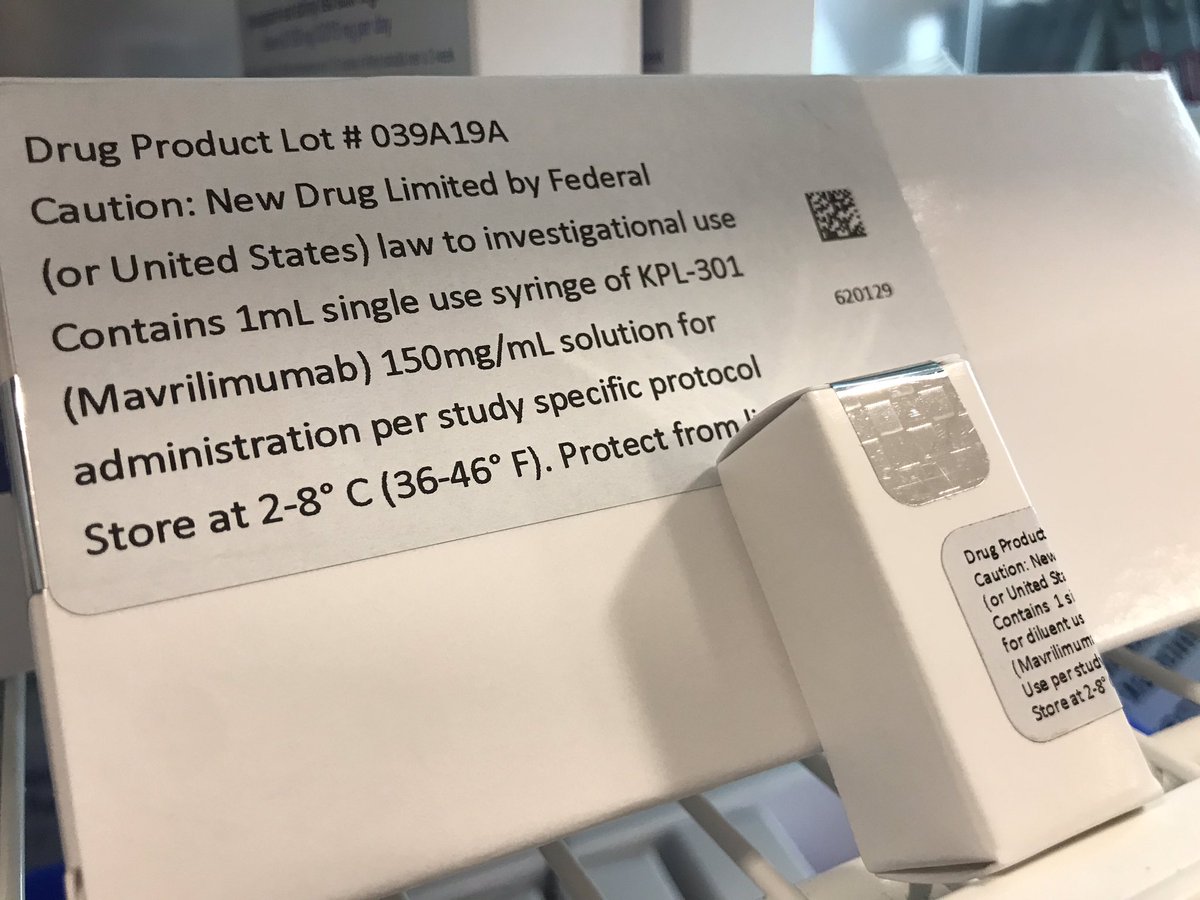 Drug Product Lot # 039A19A
Caution: New Drug Limited by Federal
(or United States) law to investigational use
Contains 1mL single use syringe of KPL-301
(Mavrilimumab) 150mg/mL solution for
administration per study specific protocol
Store at 2-8° C (36-46° F). Protect from
620129
Drug Product
Caution: New
(or United
Contains 1
for diluent
(Mavrilimum
Use per
Store at 2-8°